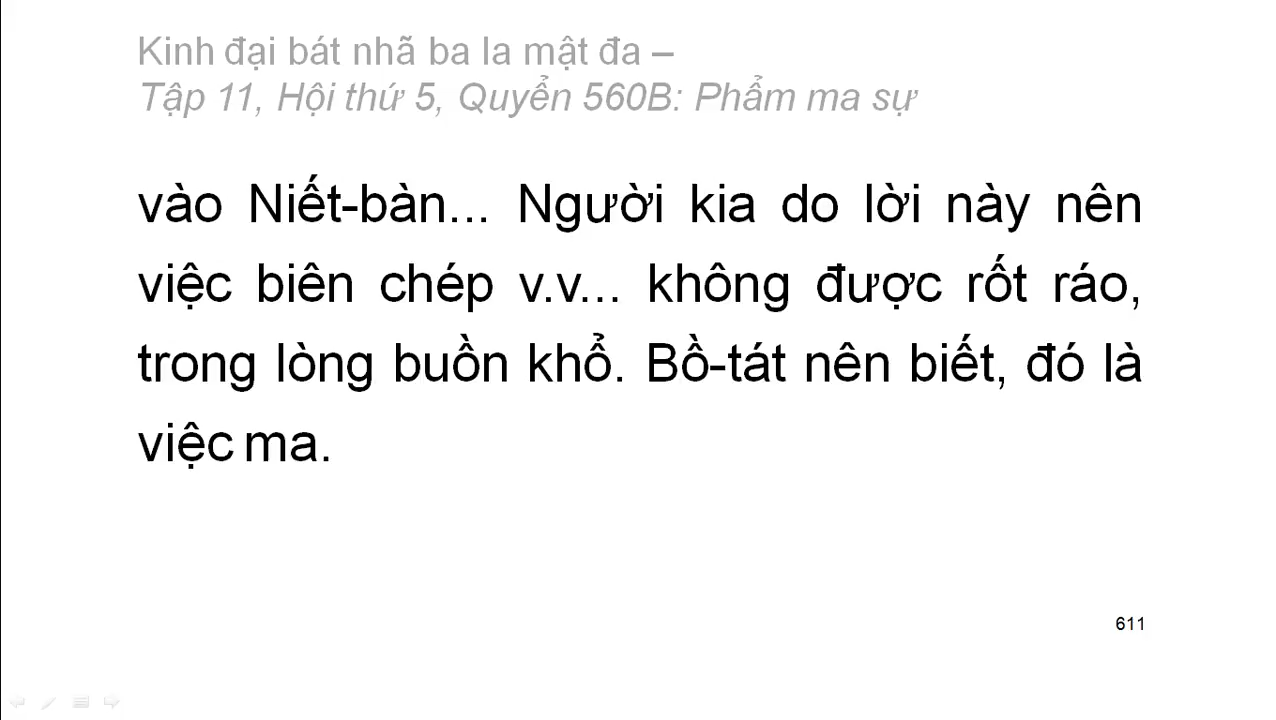 Kinh đại bát nhã ba la mật đa –
Tập 11, Hội thứ 5, Quyển 560B: Phẩm ma sự
vào Niết-bàn... Người kia do lời này nên
việc biên chép v.v... không được rốt ráo,
trong lòng buồn khổ. Bồ-tát nên biết, đó là
việc ma.
611